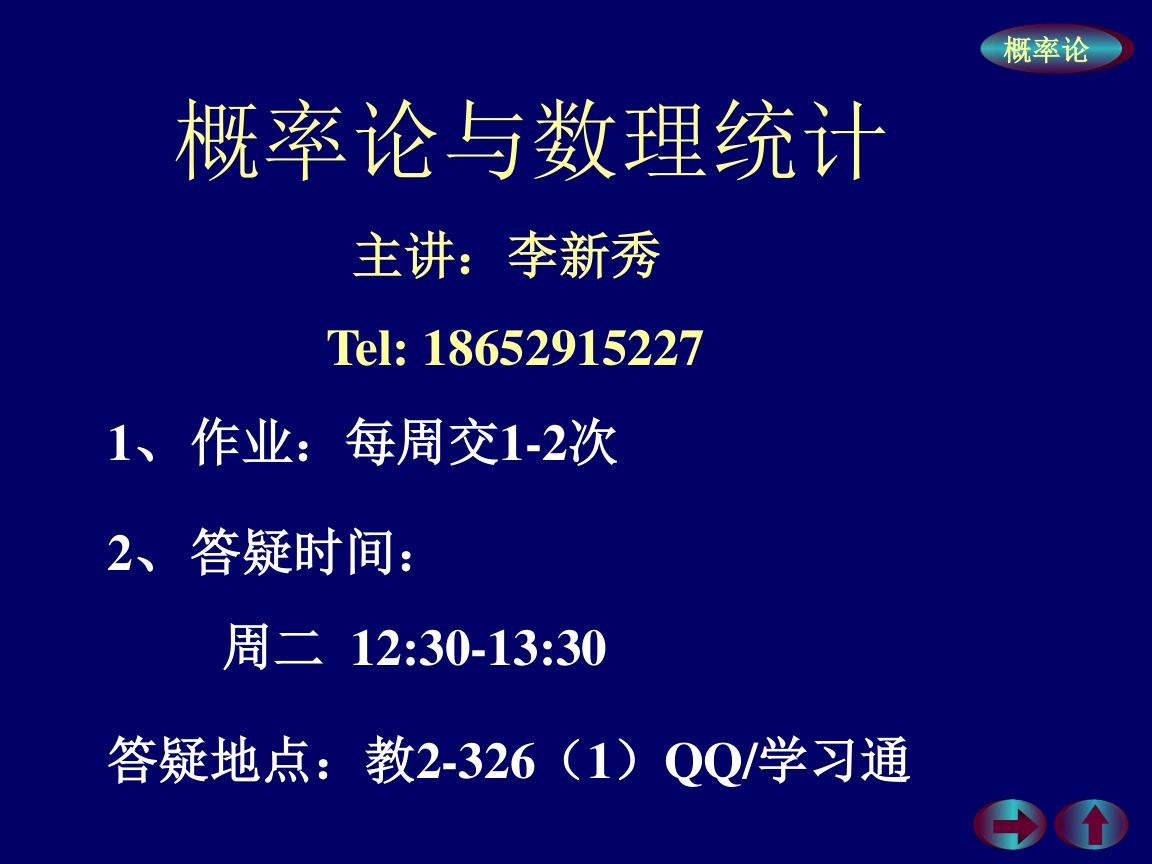 概率论
概率论与数理统计
主讲：李新秀
Tel: 18652915227
1、作业：每周交1-2次
2、答疑时间：
周二 12:30-13:30
答疑地点：教2-326（1）QQ/学习通